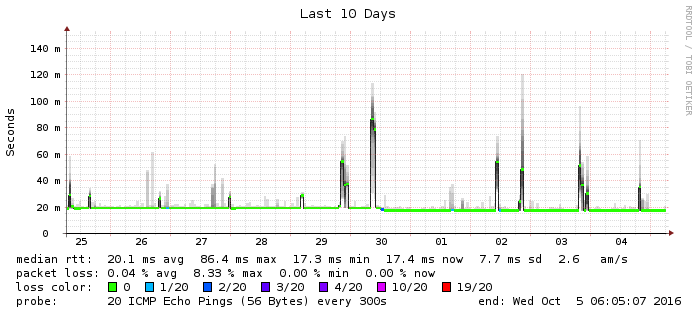 Last 10 Days
RRDTOOL / TOBI OETIKER
Seconds
140 m
120 m
100 m
80 m
60 m
40 m
20 m
0
25 26 27 28 29 30 01 02 03 04
median rtt: 20.1 ms avg 86.4 ms max 17.3 ms min 17.4 ms now 7.7 ms sd 2.6 am/s
packet loss: 0.04 % avg 8.33 % max 0.00 % min 0.00 % now
loss color: 0 1/20 2/20 3/20 4/20 10/20 19/20
probe: 20 ICMP Echo Pings (56 Bytes) every 300s end: Wed Oct 5 06:05:07 2016